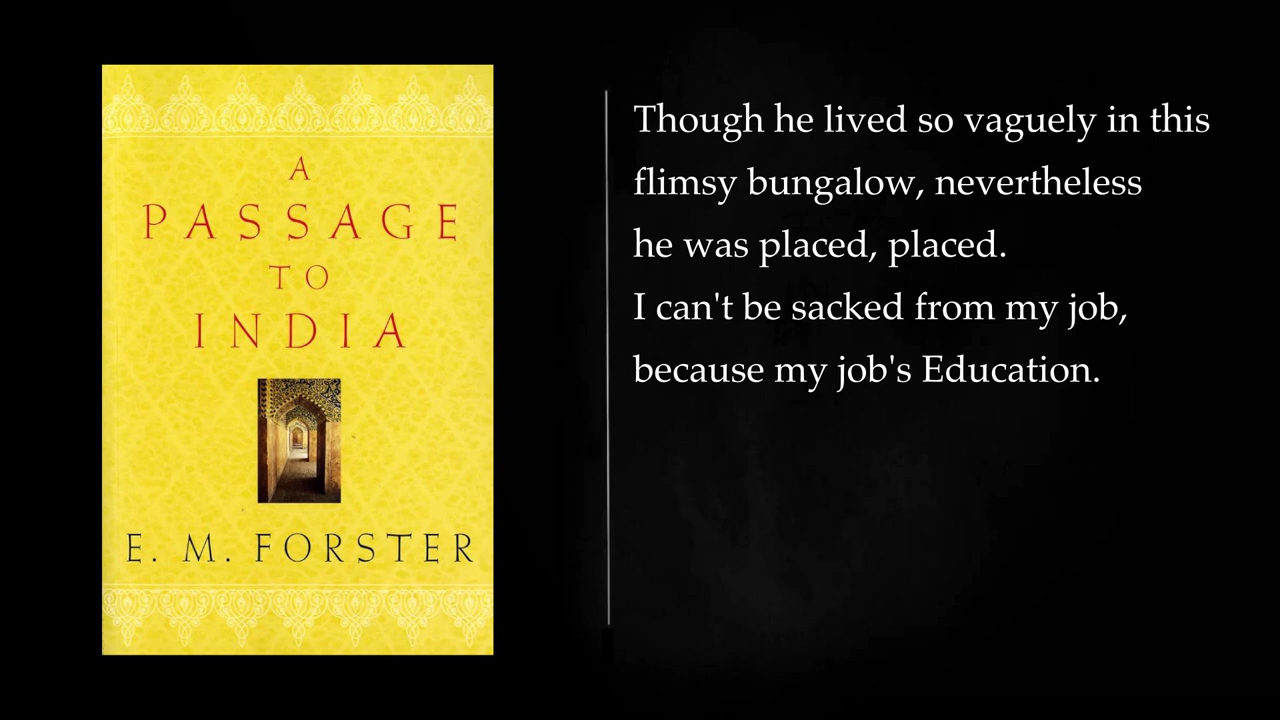 A
PASSAGE
TO
INDIA
E. M. FORSTER
Though he lived so vaguely in this
flimsy bungalow, nevertheless
he was placed, placed.
I can't be sacked from my job,
because my job's Education.